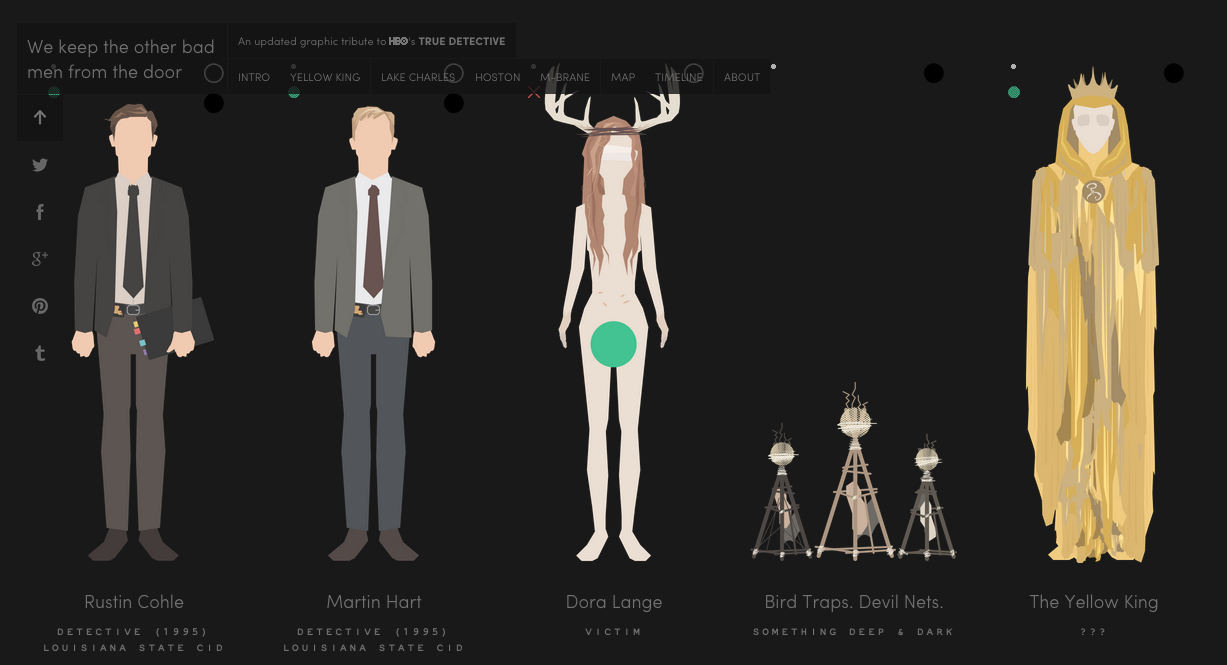 We keep the other bad
men from the door
An updated graphic tribute to HBO's TRUE DETECTIVE
INTRO YELLOW KING LAKE CHARLES HOSTON M-BRANE MAP TIMELINE ABOUT
Rustin Cohle
DETECTIVE (1995)
LOUISIANA STATE CID
Martin Hart
DETECTIVE (1995)
LOUISIANA STATE CID
Dora Lange
VICTIM
Bird Traps. Devil Nets.
SOMETHING DEEP & DARK
The Yellow King
???